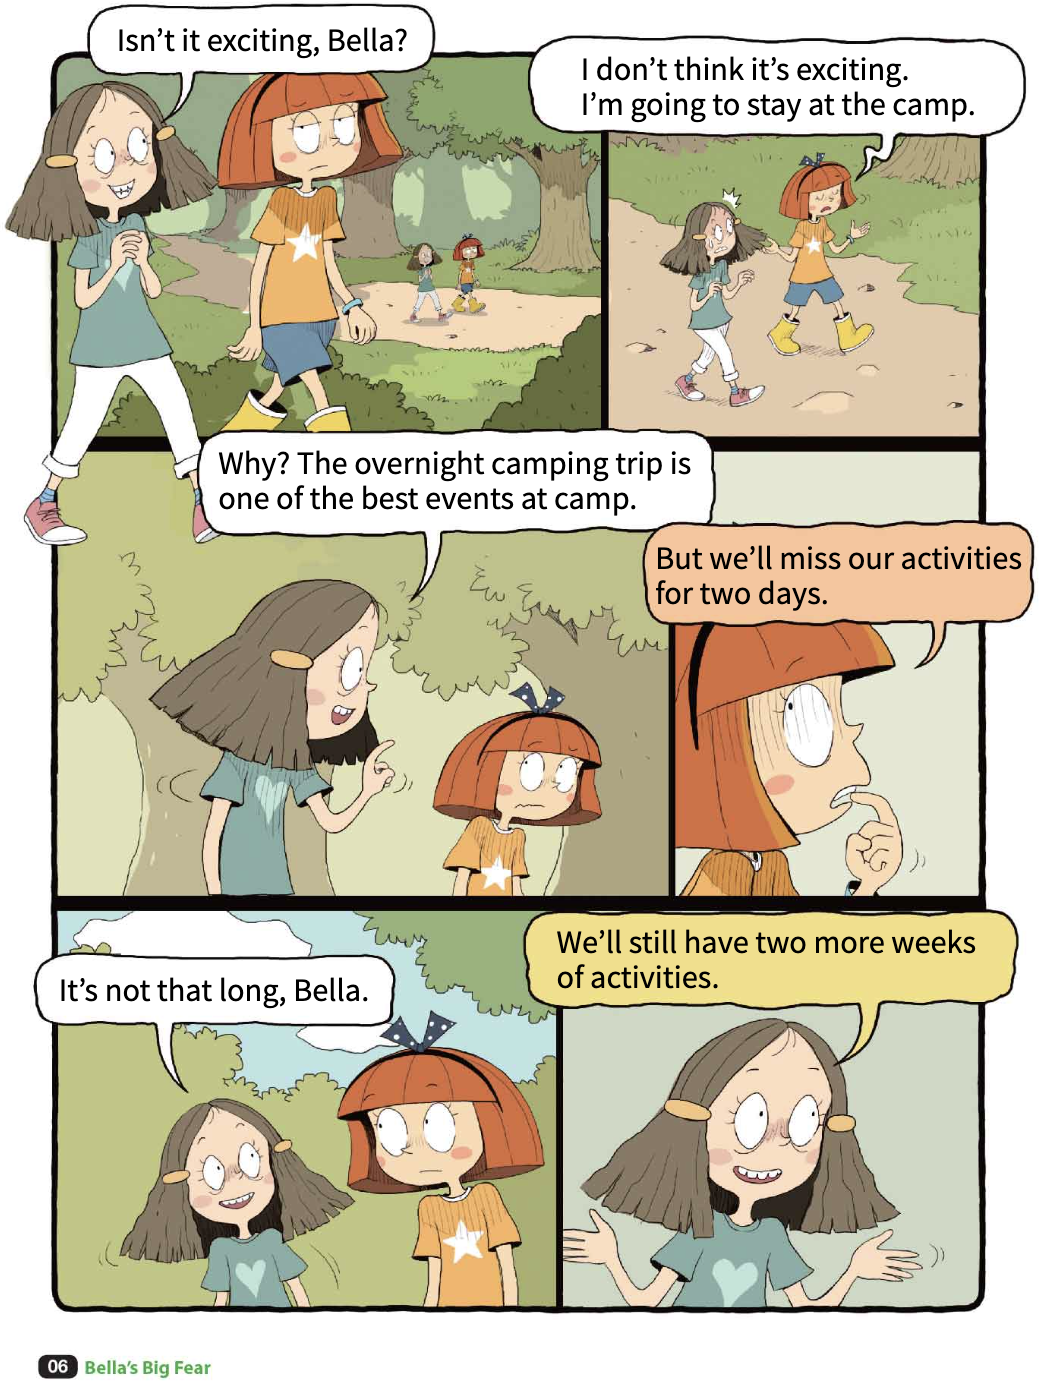 Isn't it exciting, Bella?
I don't think it's exciting.
I'm going to stay at the camp.
Why? The overnight camping trip is
one of the best events at camp.
But we'll miss our activities
for two days.
It's not that long, Bella.
We'll still have two more weeks
of activities.
06 Bella's Big Fear